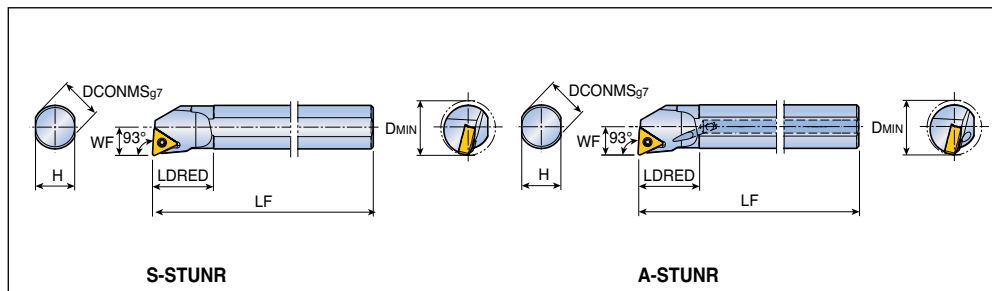 DCONMSg7
WF
93°
H
LDRED
LF
DMIN
S-STUNR
DCONMSg7
WF
93°
H
LDRED
LF
DMIN
A-STUNR